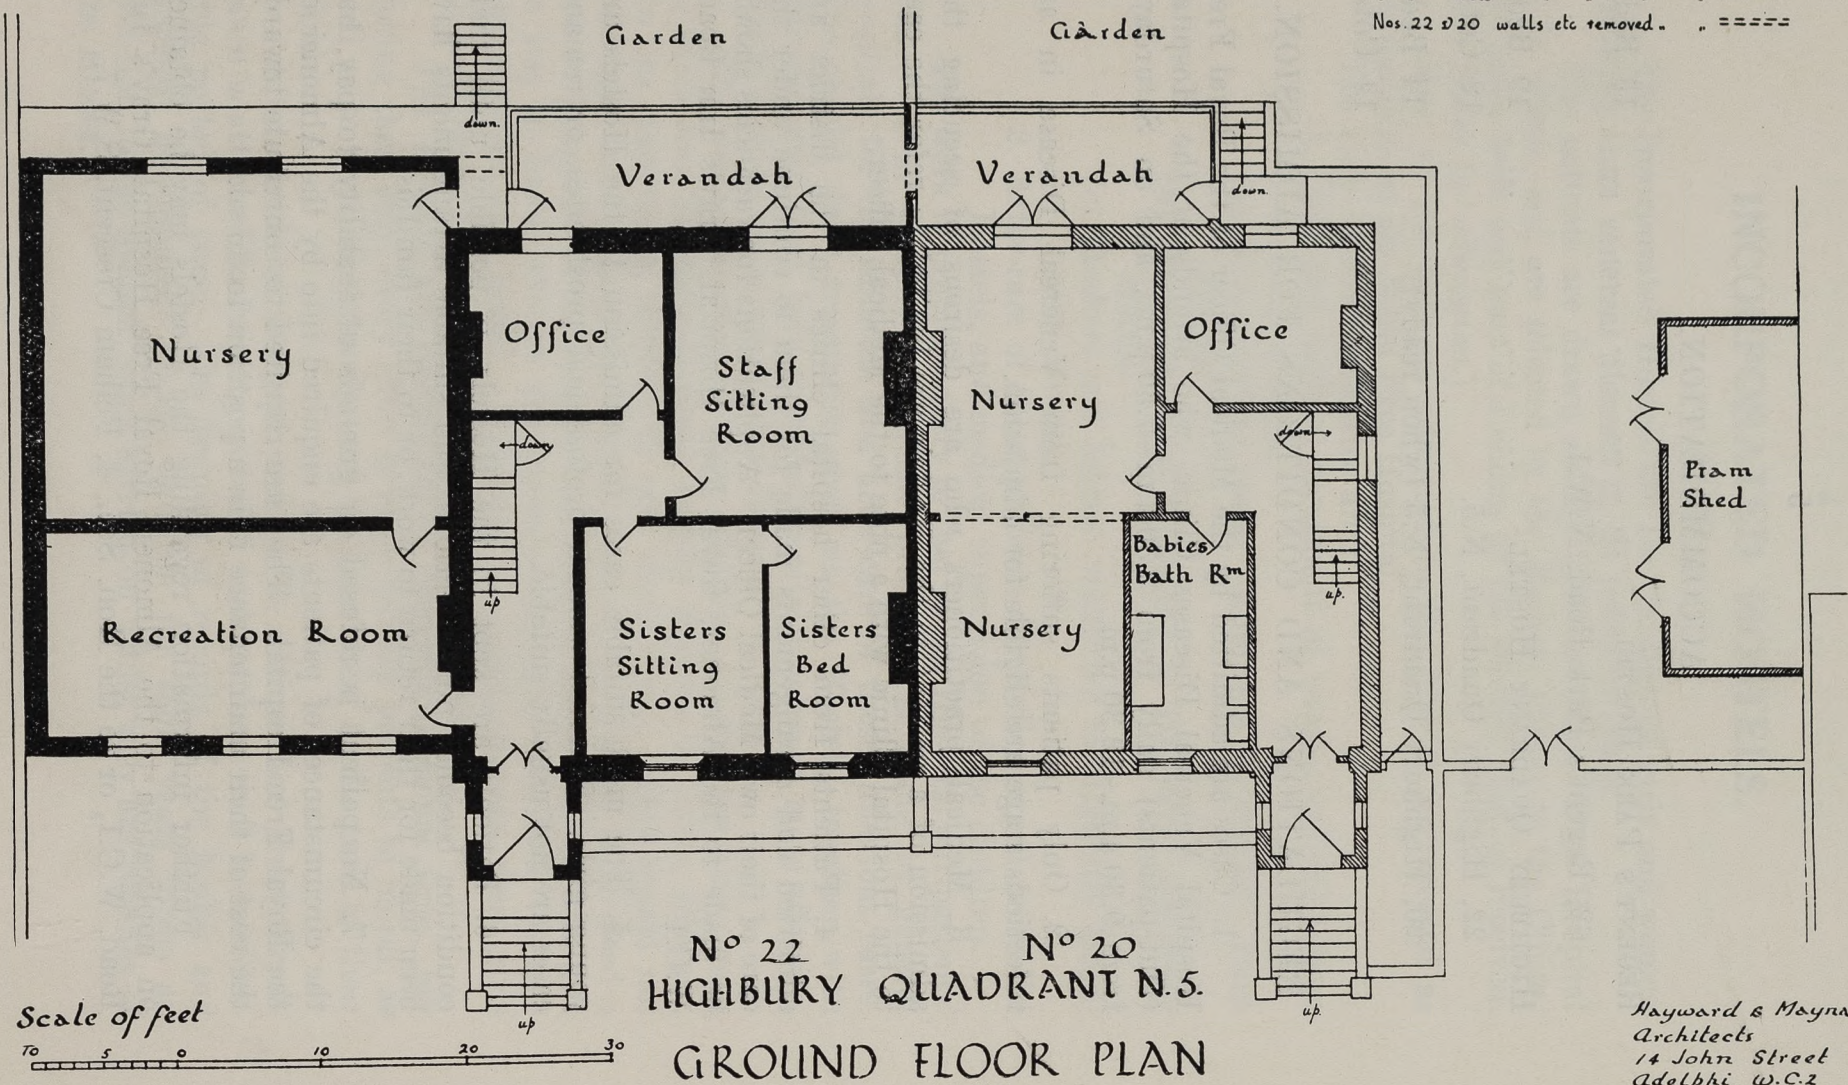 Nos. 22 & 20 walls etc removed " " =====
Garden
Garden
down.
Verandah
Verandah
down.
Nursery
Office
Staff
Sitting
Room
Nursery
Office
down
down
Pram
Shed
up
Babies
Bath Rm
up.
Recreation Room
Sisters
Sitting
Room
Sisters
Bed
Room
Nursery
No 22
No 20
HIGHBURY QUADRANT N.5.
up
up.
GROUND FLOOR PLAN
Scale of feet
10 5 0 10 20 30
Hayward & Mayna
Architects
14 John Street
Adelphi W.C.2